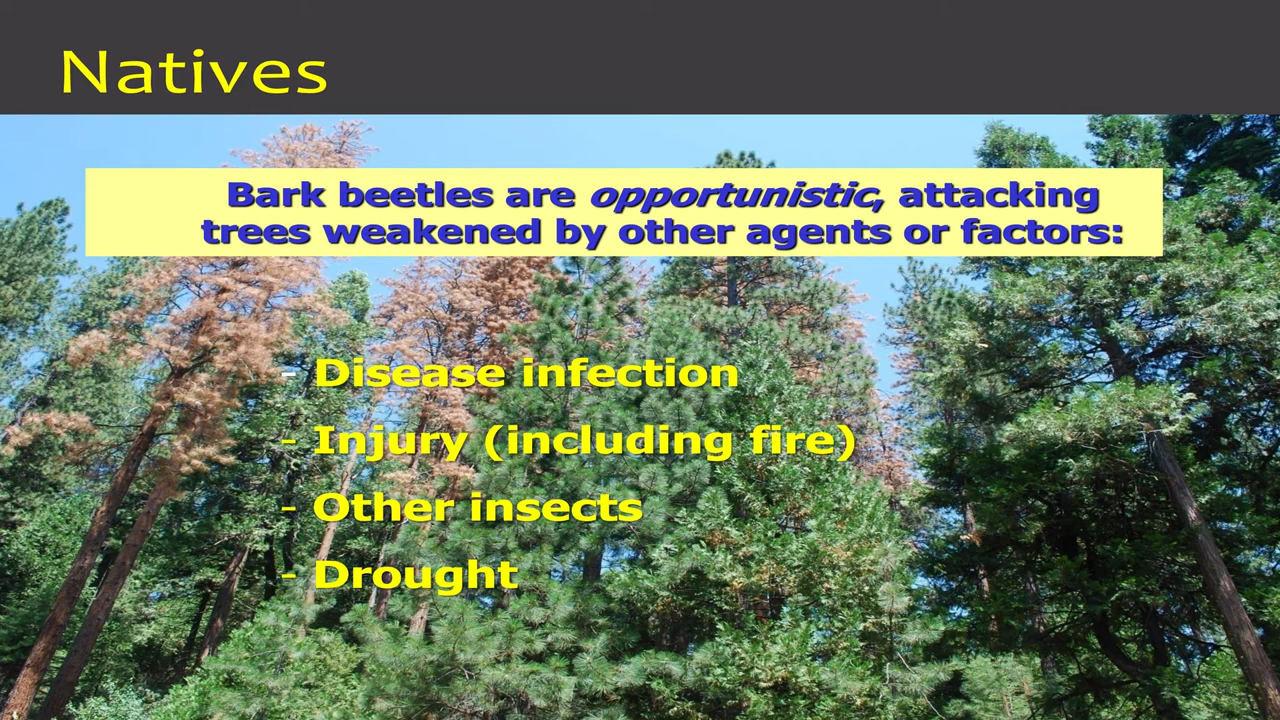 Natives
Bark beetles are opportunistic, attacking
trees weakened by other agents or factors:
- Disease infection
- Injury (including fire)
- Other insects
- Drought